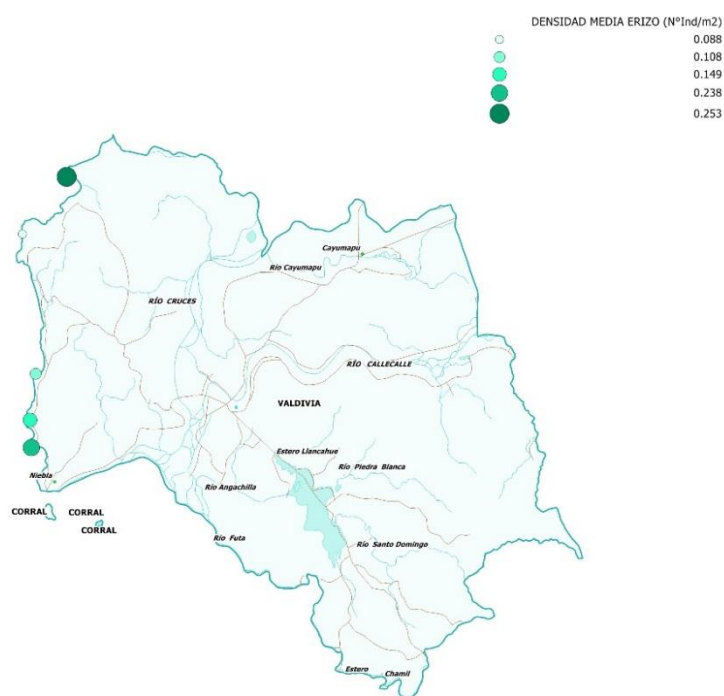 DENSIDAD MEDIA ERIZO (N°Ind/m2)
0.088
0.108
0.149
0.238
0.253
Cayumapu
Río Cayumapu
RÍO CRUCES
RÍO CALLECALLE
VALDIVIA
Estero Llancahue
Río Piedra Blanca
Niebla
Río Angachilla
CORRAL
CORRAL
CORRAL
Río Futa
Río Santo Domingo
Estero Chamil